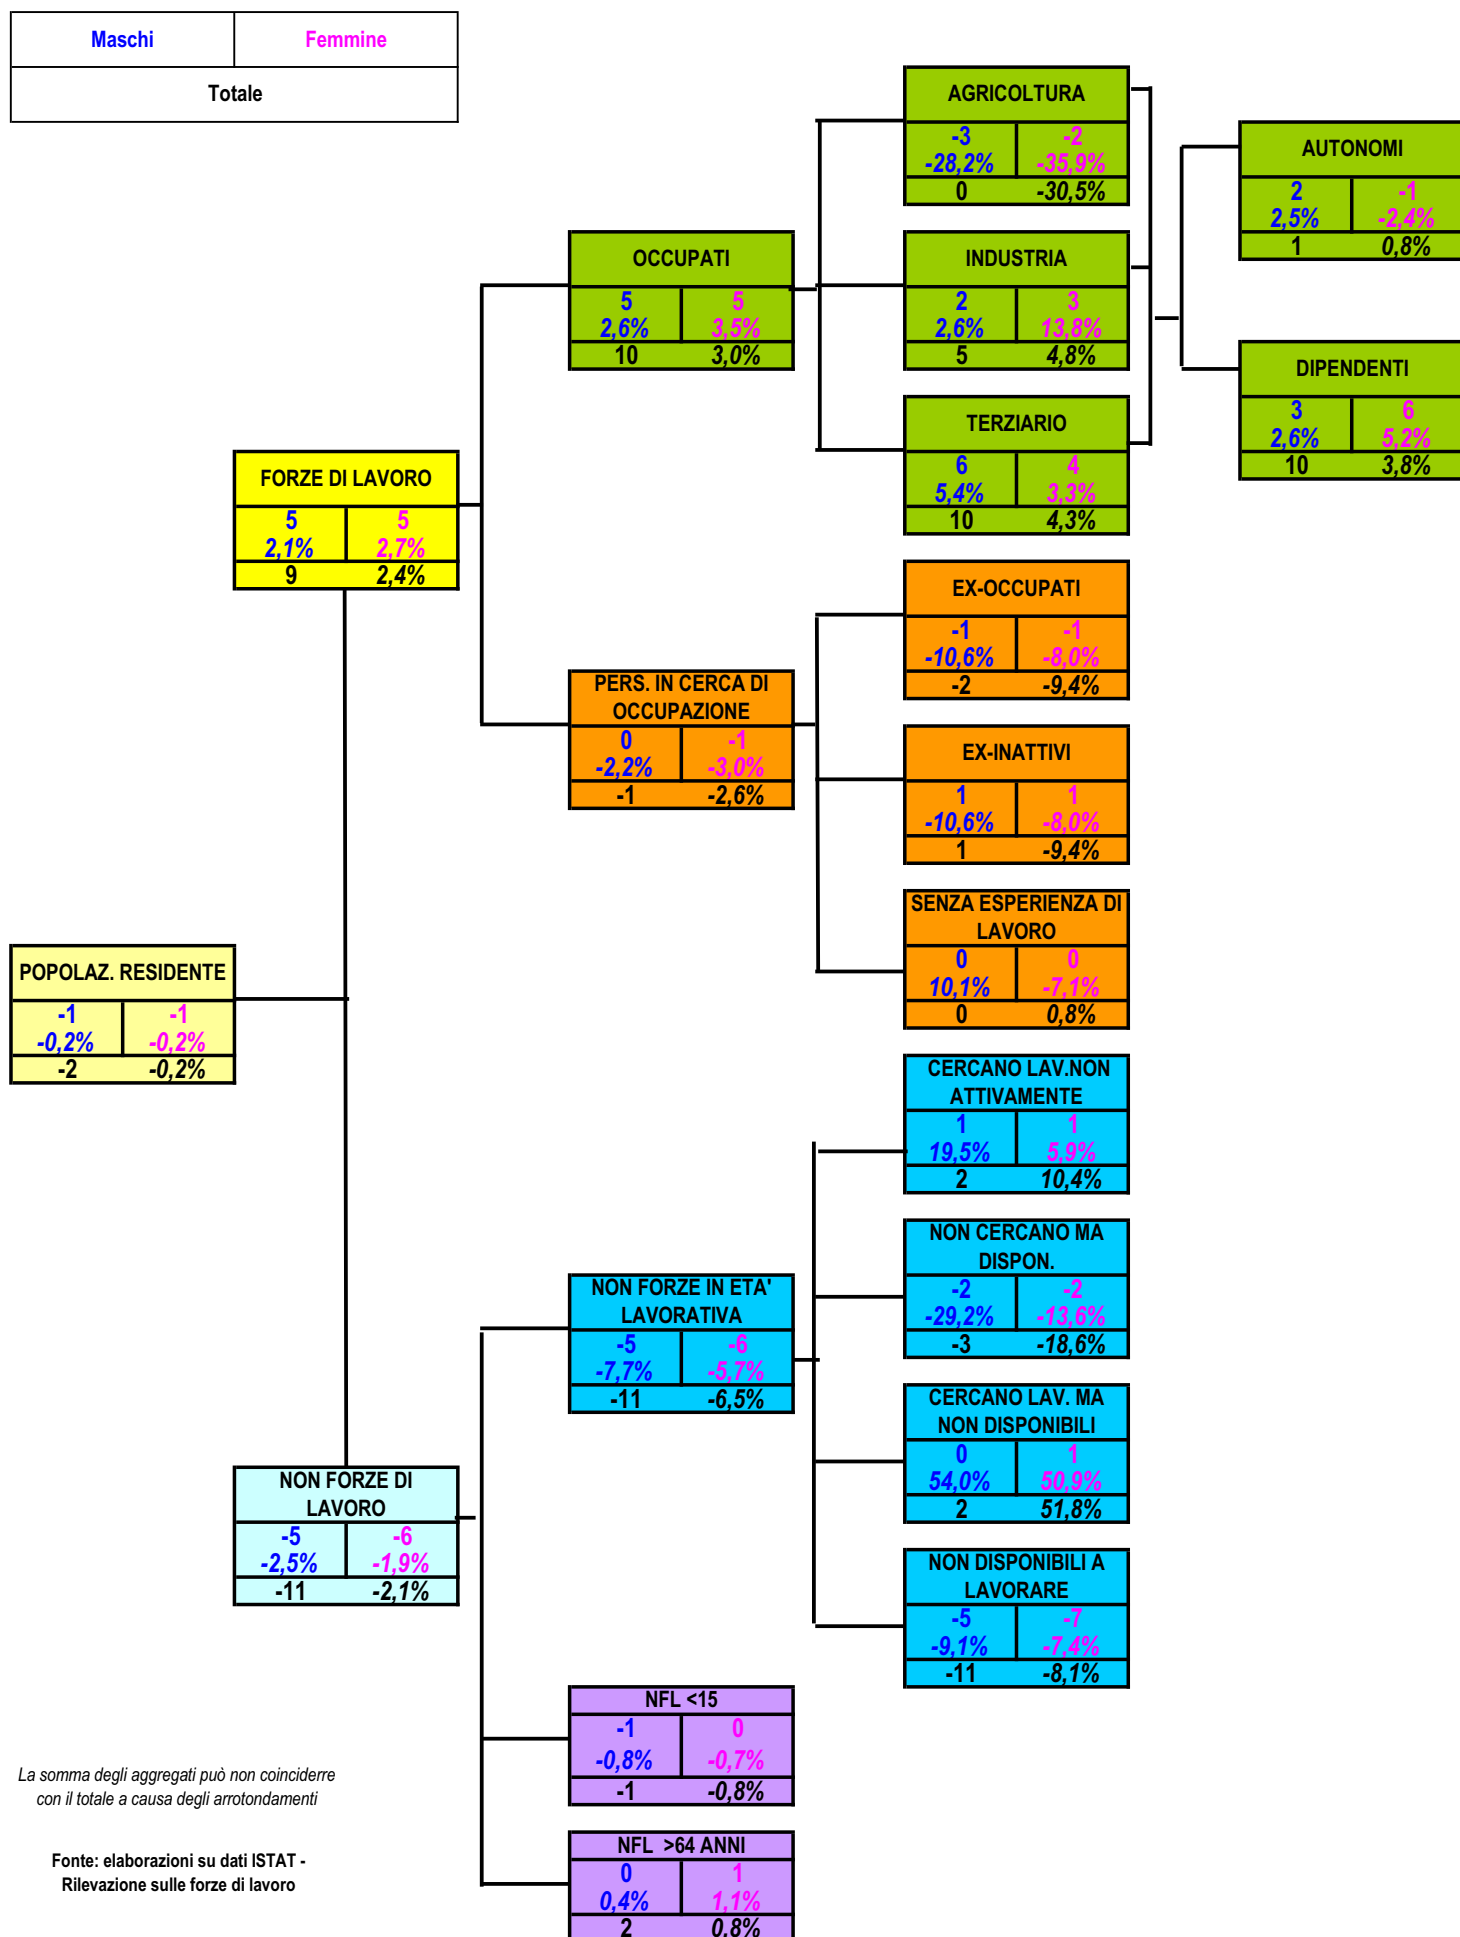 Maschi Femmine
Totale
AGRICOLTURA
-3 -2
-28,2% -35,9%
0 -30,5%
AUTONOMI
2 -1
2,5% -2,4%
1 0,8%
OCCUPATI
5 5
2,6% 3,5%
10 3,0%
INDUSTRIA
2 3
2,6% 13,8%
5 4,8%
DIPENDENTI
3 6
2,6% 5,2%
10 3,8%
TERZIARIO
6 4
5,4% 3,3%
10 4,3%
FORZE DI LAVORO
5 5
2,1% 2,7%
9 2,4%
EX-OCCUPATI
-1 -1
-10,6% -8,0%
-2 -9,4%
PERS. IN CERCA DI
OCCUPAZIONE
0 -1
-2,2% -3,0%
-1 -2,6%
EX-INATTIVI
1 1
-10,6% -8,0%
1 -9,4%
SENZA ESPERIENZA DI
LAVORO
0 0
10,1% -7,1%
0 0,8%
POPOLAZ. RESIDENTE
-1 -1
-0,2% -0,2%
-2 -0,2%
CERCANO LAV.NON
ATTIVAMENTE
1 1
19,5% 5,9%
2 10,4%
NON CERCANO MA
DISPON.
-2 -2
-29,2% -13,6%
-3 -18,6%
NON FORZE IN ETA'
LAVORATIVA
-5 -6
-7,7% -5,7%
-11 -6,5%
CERCANO LAV. MA
NON DISPONIBILI
0 1
54,0% 50,9%
2 51,8%
NON FORZE DI
LAVORO
-5 -6
-2,5% -1,9%
-11 -2,1%
NON DISPONIBILI A
LAVORARE
-5 -7
-9,1% -7,4%
-11 -8,1%
NFL <15
-1 0
-0,8% -0,7%
-1 -0,8%
La somma degli aggregati può non coinciderre
con il totale a causa degli arrotondamenti
NFL >64 ANNI
0 1
0,4% 1,1%
2 0,8%
Fonte: elaborazioni su dati ISTAT -
Rilevazione sulle forze di lavoro